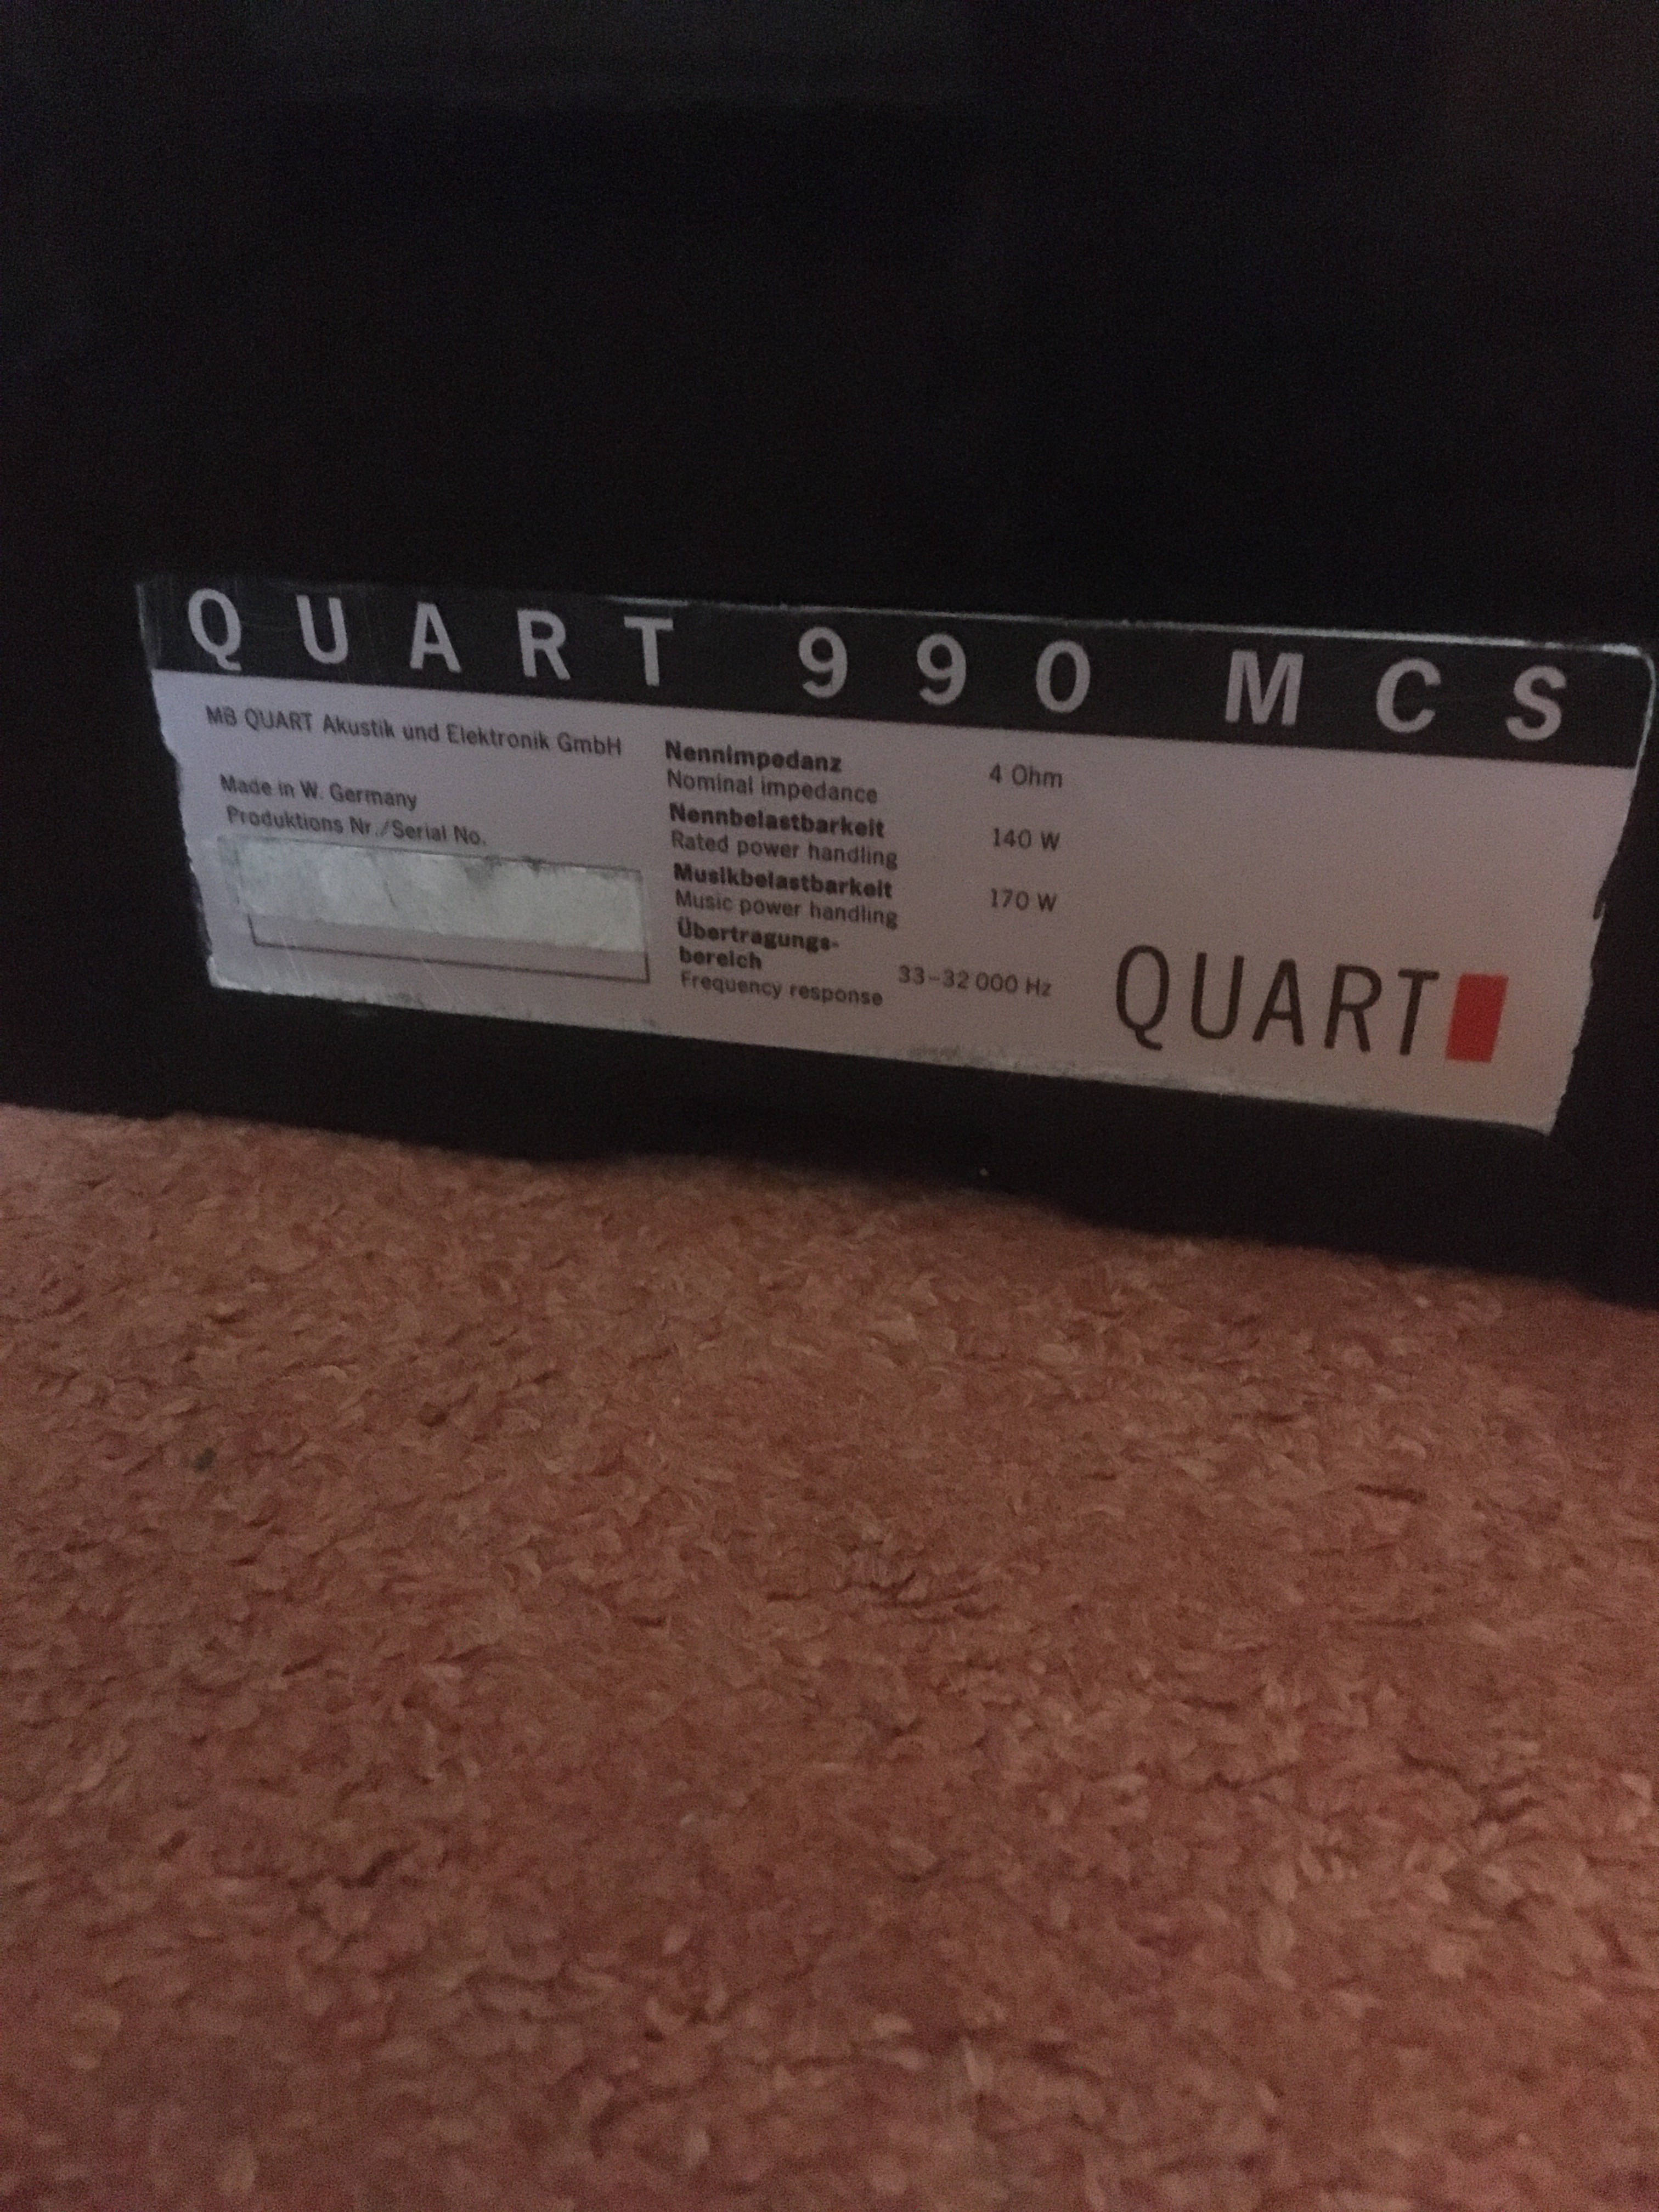 QUART 990 MCS
MB QUART Akustik und Elektronik GmbH
Made in W. Germany
Produktions Nr./Serial No.
Nennimpedanz
Nominal impedance
4 Ohm
Nennbelastbarkeit
Rated power handling
140 W
Musikbelastbarkeit
Music power handling
170 W
Übertragungs-
bereich
Frequency response
33-32 000 Hz
QUART